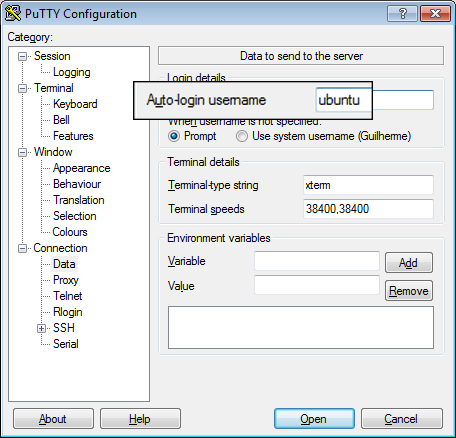 PuTTY Configuration
Category:
Session
Logging
Terminal
Keyboard
Bell
Features
Window
Appearance
Behaviour
Translation
Selection
Colours
Connection
Data
Proxy
Telnet
Rlogin
SSH
Serial
Data to send to the server
Login details
Auto-login username ubuntu
When username is not specified:
Prompt Use system username (Guilherme)
Terminal details
Terminal-type string xterm
Terminal speeds 38400,38400
Environment variables
Variable Add
Value Remove
About Help Open Cancel